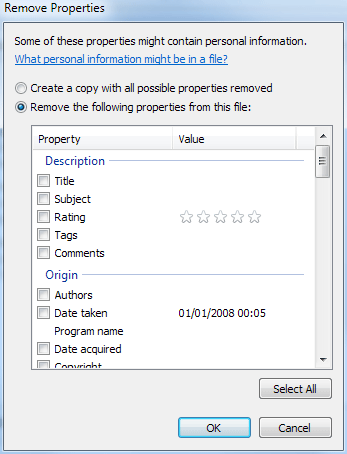 Remove Properties
Some of these properties might contain personal information.
What personal information might be in a file?
Create a copy with all possible properties removed
Remove the following properties from this file:
Property Value
Description
Title
Subject
Rating
Tags
Comments
Origin
Authors
Date taken 01/01/2008 00:05
Program name
Date acquired
Copyright
Select All
OK Cancel